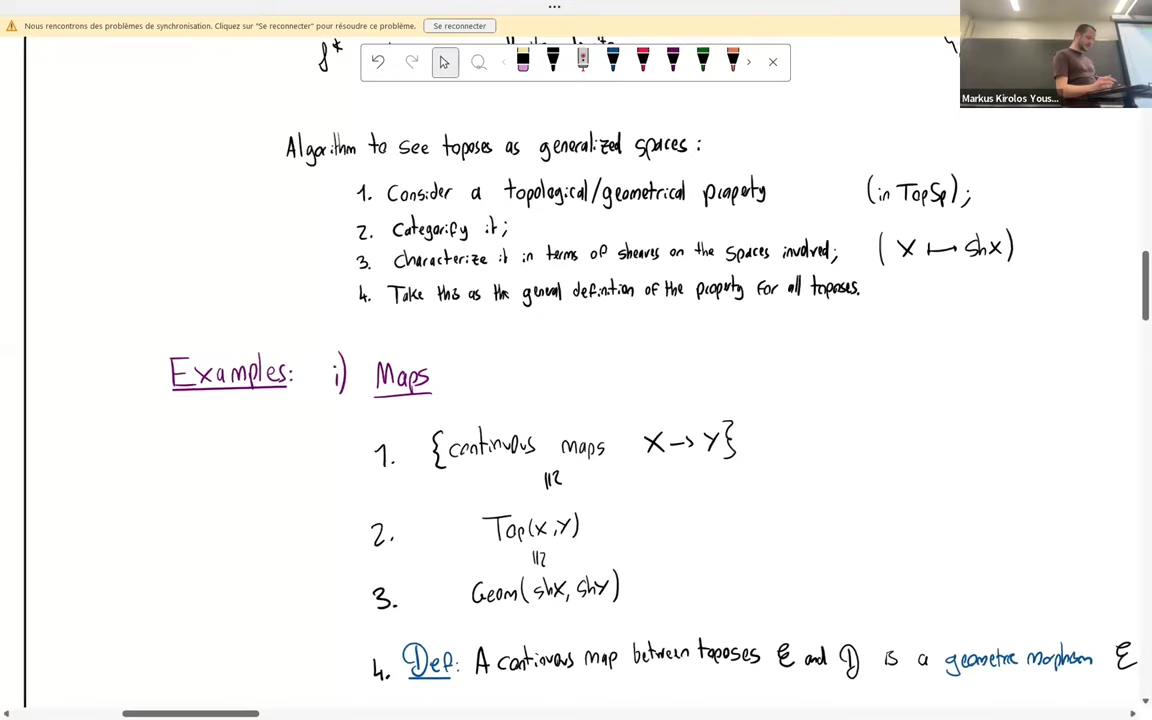 Nous rencontrons des problèmes de synchronisation. Cliquez sur "Se reconnecter" pour résoudre ce problème. Se reconnecter
f*
Markus Kirolos Yous...
Algorithm to see toposes as generalized spaces:
1. Consider a topological/geometrical property (in TopSp);
2. Categorify it;
3. Characterize it in terms of sheaves on the spaces involved; (X ⟼ ShX)
4. Take this as the general definition of the property for all toposes.
Examples: i) Maps
1. {continuous maps X → Y}
≅
2. Top(X,Y)
≅
3. Geom(ShX, ShY)
4. Def: A continuous map between toposes ℰ and 𝒟 is a geometric morphism ℰ